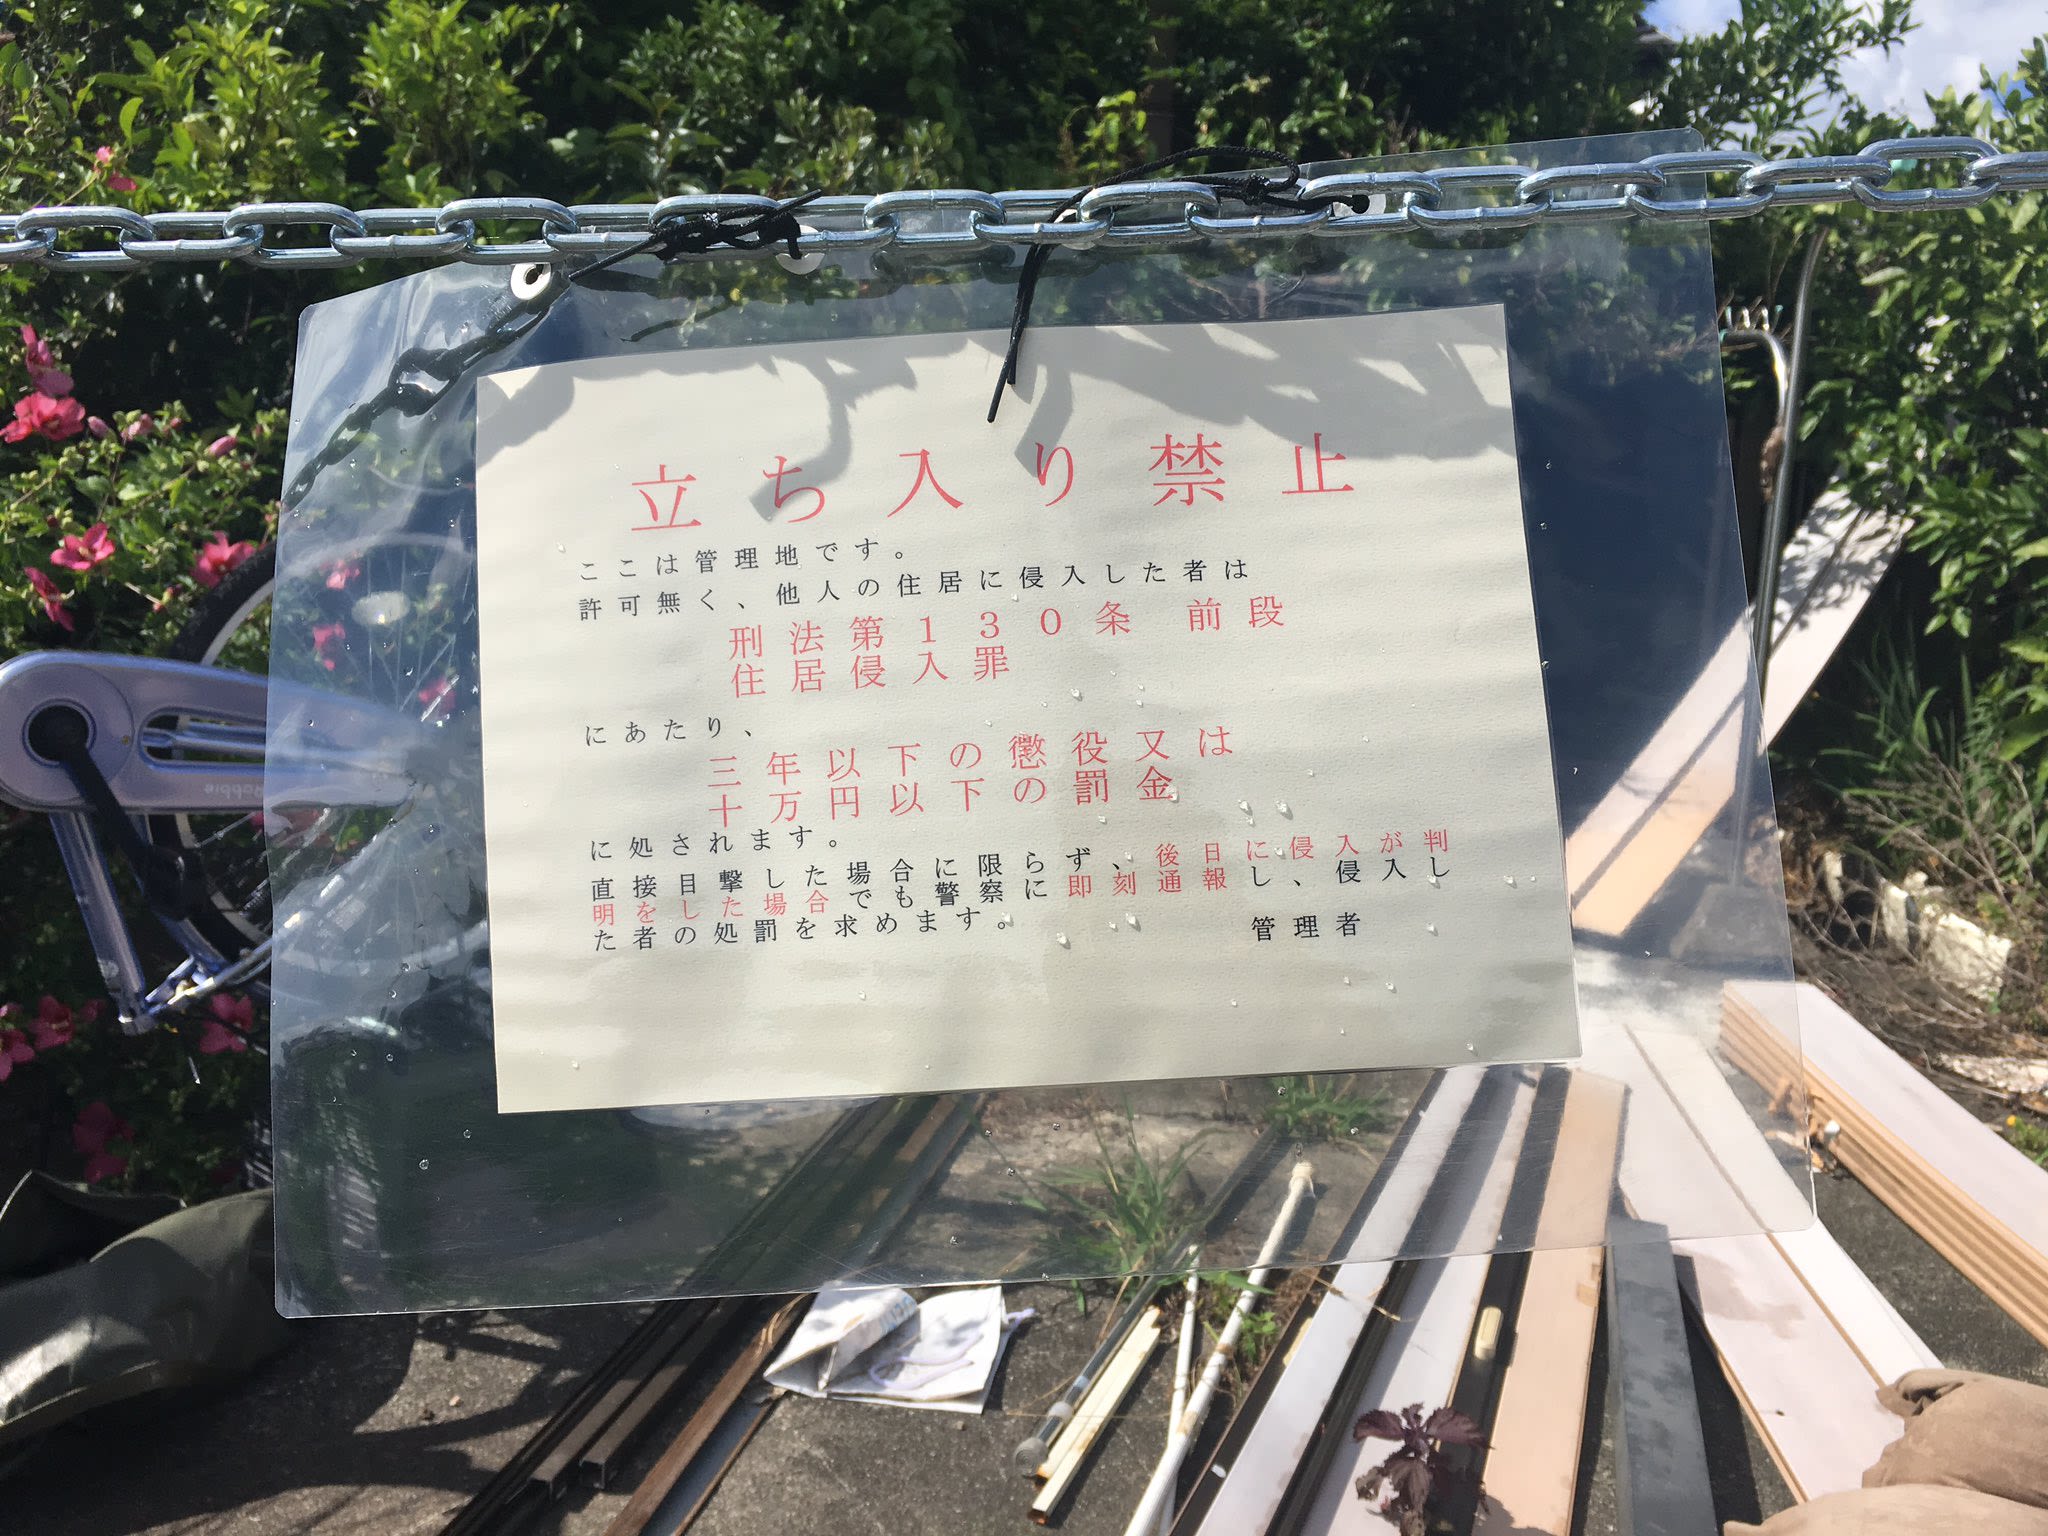 立ち入り禁止
ここは管理地です。
許可無く、他人の住居に侵入した者は
刑法第130条 前段
住居侵入罪
にあたり、
三年以下の懲役又は
十万円以下の罰金
に処されます。
直接目撃した場合に限らず、後日に侵入が判
明をした場合でも警察に即刻通報し、侵入し
た者の処罰を求めます。
管理者